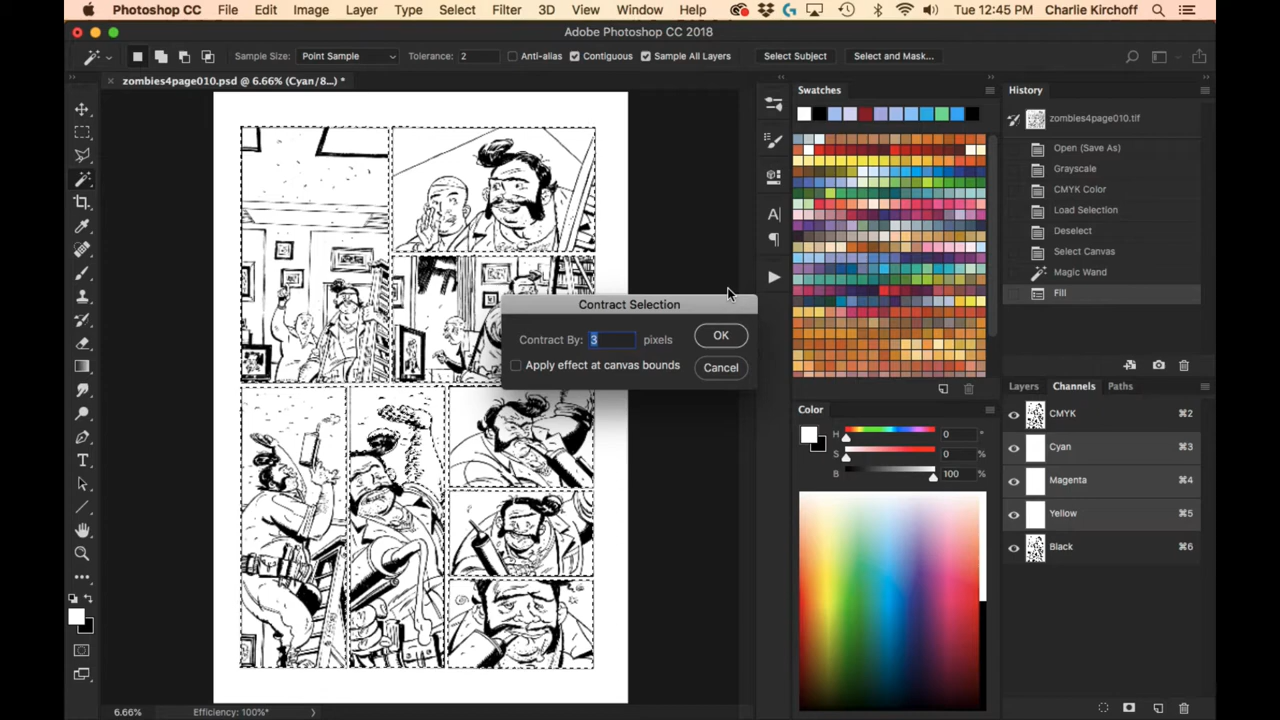 Photoshop CC File Edit Image Layer Type Select Filter 3D View Window Help Tue 12:45 PM Charlie Kirchoff
Adobe Photoshop CC 2018
Sample Size: Point Sample Tolerance: 2 Anti-alias Contiguous Sample All Layers Select Subject Select and Mask...
zombies4page010.psd @ 6.66% (Cyan/8...) *
Swatches
History
zombies4page010.tif
Open (Save As)
Grayscale
CMYK Color
Load Selection
Deselect
Select Canvas
Magic Wand
Fill
Contract Selection
Contract By: 3 pixels
OK
Apply effect at canvas bounds
Cancel
Layers Channels Paths
CMYK ⌘2
Cyan ⌘3
Magenta ⌘4
Yellow ⌘5
Black ⌘6
Color
H 0 °
S 0 %
B 100 %
6.66% Efficiency: 100%*